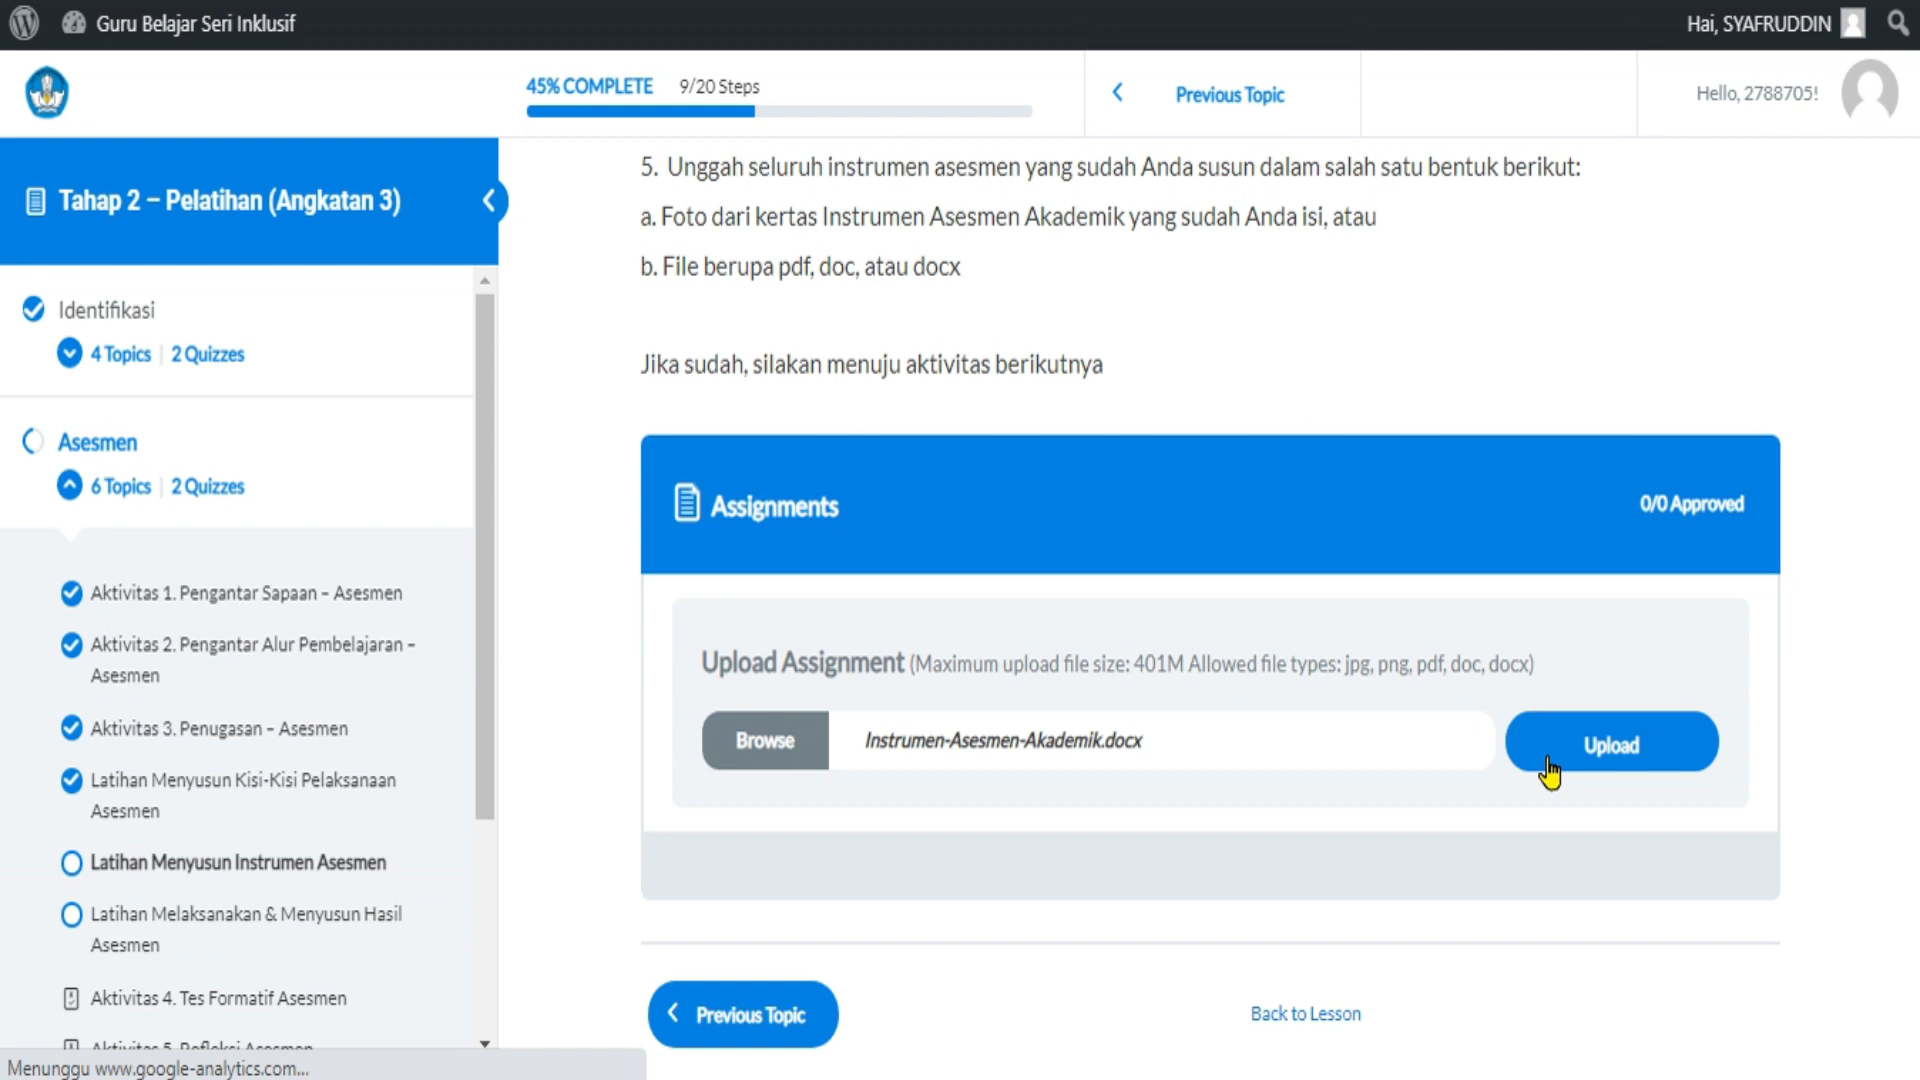 Guru Belajar Seri Inklusif
Hai, SYAFRUDDIN
45% COMPLETE 9/20 Steps
Previous Topic
Hello, 2788705!
Tahap 2 – Pelatihan (Angkatan 3)
Identifikasi
4 Topics | 2 Quizzes
Asesmen
6 Topics | 2 Quizzes
Aktivitas 1. Pengantar Sapaan – Asesmen
Aktivitas 2. Pengantar Alur Pembelajaran –
Asesmen
Aktivitas 3. Penugasan – Asesmen
Latihan Menyusun Kisi-Kisi Pelaksanaan
Asesmen
Latihan Menyusun Instrumen Asesmen
Latihan Melaksanakan & Menyusun Hasil
Asesmen
Aktivitas 4. Tes Formatif Asesmen
Aktivitas 5. Refleksi Asesmen
Menunggu www.google-analytics.com...
5. Unggah seluruh instrumen asesmen yang sudah Anda susun dalam salah satu bentuk berikut:
a. Foto dari kertas Instrumen Asesmen Akademik yang sudah Anda isi, atau
b. File berupa pdf, doc, atau docx
Jika sudah, silakan menuju aktivitas berikutnya
Assignments
0/0 Approved
Upload Assignment (Maximum upload file size: 401M Allowed file types: jpg, png, pdf, doc, docx)
Browse
Instrumen-Asesmen-Akademik.docx
Upload
Previous Topic
Back to Lesson